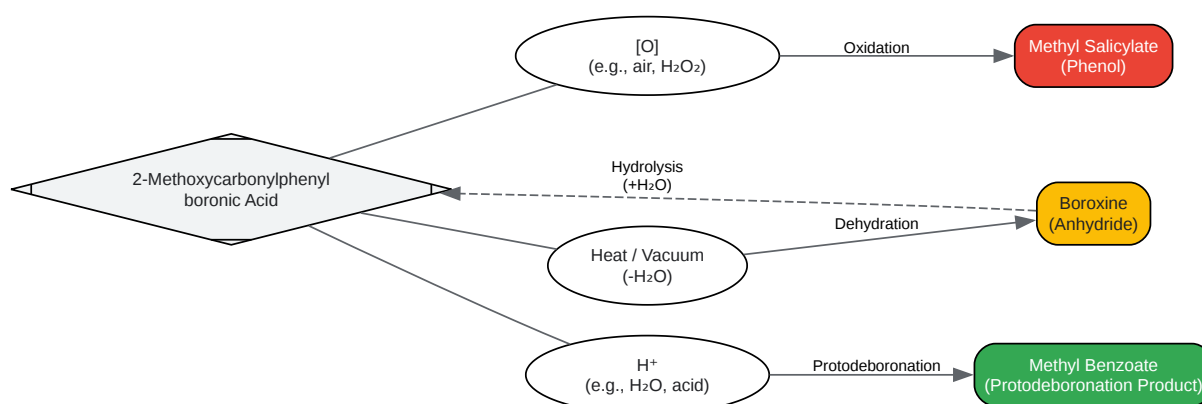 [O]
(e.g., air, H₂O₂)
Oxidation
Methyl Salicylate
(Phenol)
2-Methoxycarbonylphenyl
boronic Acid
Hydrolysis
(+H₂O)
Boroxine
(Anhydride)
Dehydration
Heat / Vacuum
(-H₂O)
H⁺
(e.g., H₂O, acid)
Protodeboronation
Methyl Benzoate
(Protodeboronation Product)